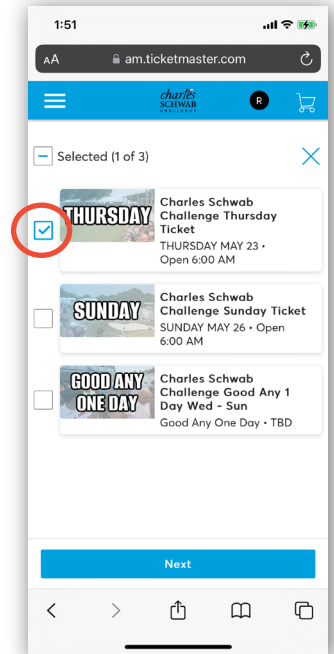 1:51
AA am.ticketmaster.com
charles
SCHWAB
CHALLENGE
R
Selected (1 of 3)
THURSDAY
Charles Schwab
Challenge Thursday
Ticket
THURSDAY MAY 23 •
Open 6:00 AM
SUNDAY
Charles Schwab
Challenge Sunday Ticket
SUNDAY MAY 26 • Open
6:00 AM
GOOD ANY
ONE DAY
Charles Schwab
Challenge Good Any 1
Day Wed - Sun
Good Any One Day • TBD
Next